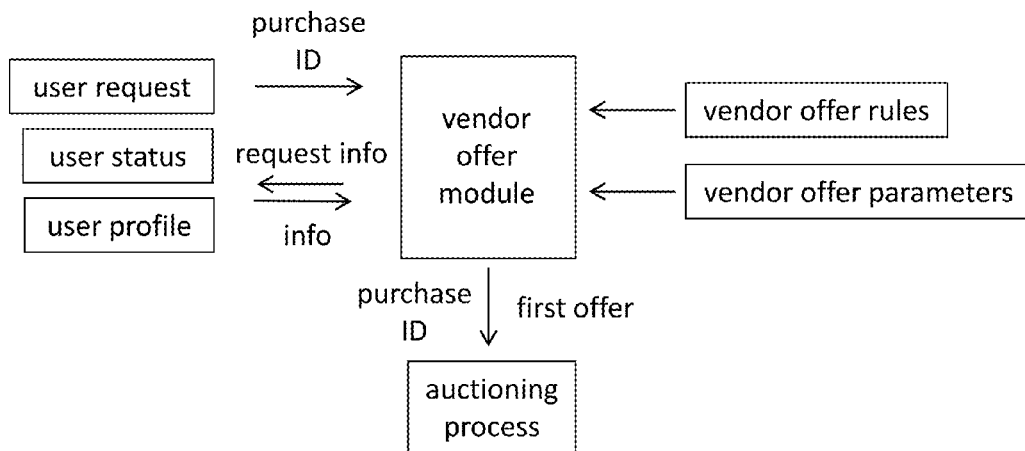 purchase
ID
user request
user status
user profile
request info
info
vendor
offer
module
vendor offer rules
vendor offer parameters
purchase
ID
first offer
auctioning
process